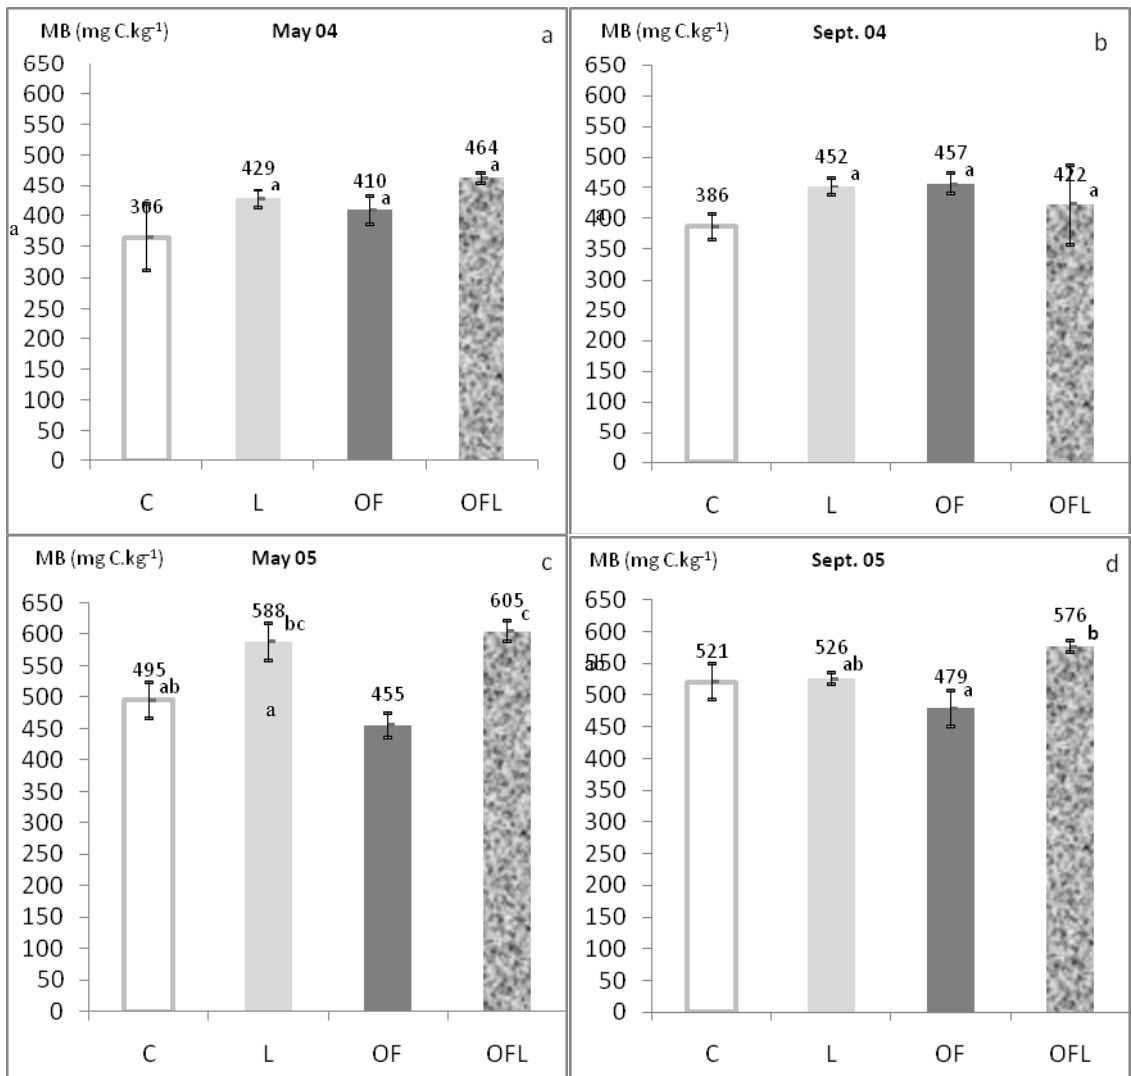 MB (mg C.kg⁻¹) May 04 a
650
600
550
500
450
400
350
300
250
200
150
100
50
0
a
366
429 a
410 a
464 a
C L OF OFL
MB (mg C.kg⁻¹) Sept. 04 b
650
600
550
500
450
400
350
300
250
200
150
100
50
0
a
386
452 a
457 a
422 a
C L OF OFL
MB (mg C.kg⁻¹) May 05 c
650
600
550
500
450
400
350
300
250
200
150
100
50
0
495 ab
588 bc
a
455
605 c
C L OF OFL
MB (mg C.kg⁻¹) Sept. 05 d
650
600
550
500
450
400
350
300
250
200
150
100
50
0
ab
521
526 ab
479 a
576 b
C L OF OFL